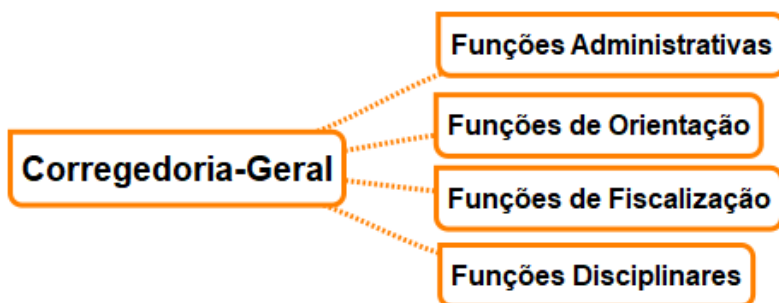 Corregedoria-Geral
Funções Administrativas
Funções de Orientação
Funções de Fiscalização
Funções Disciplinares